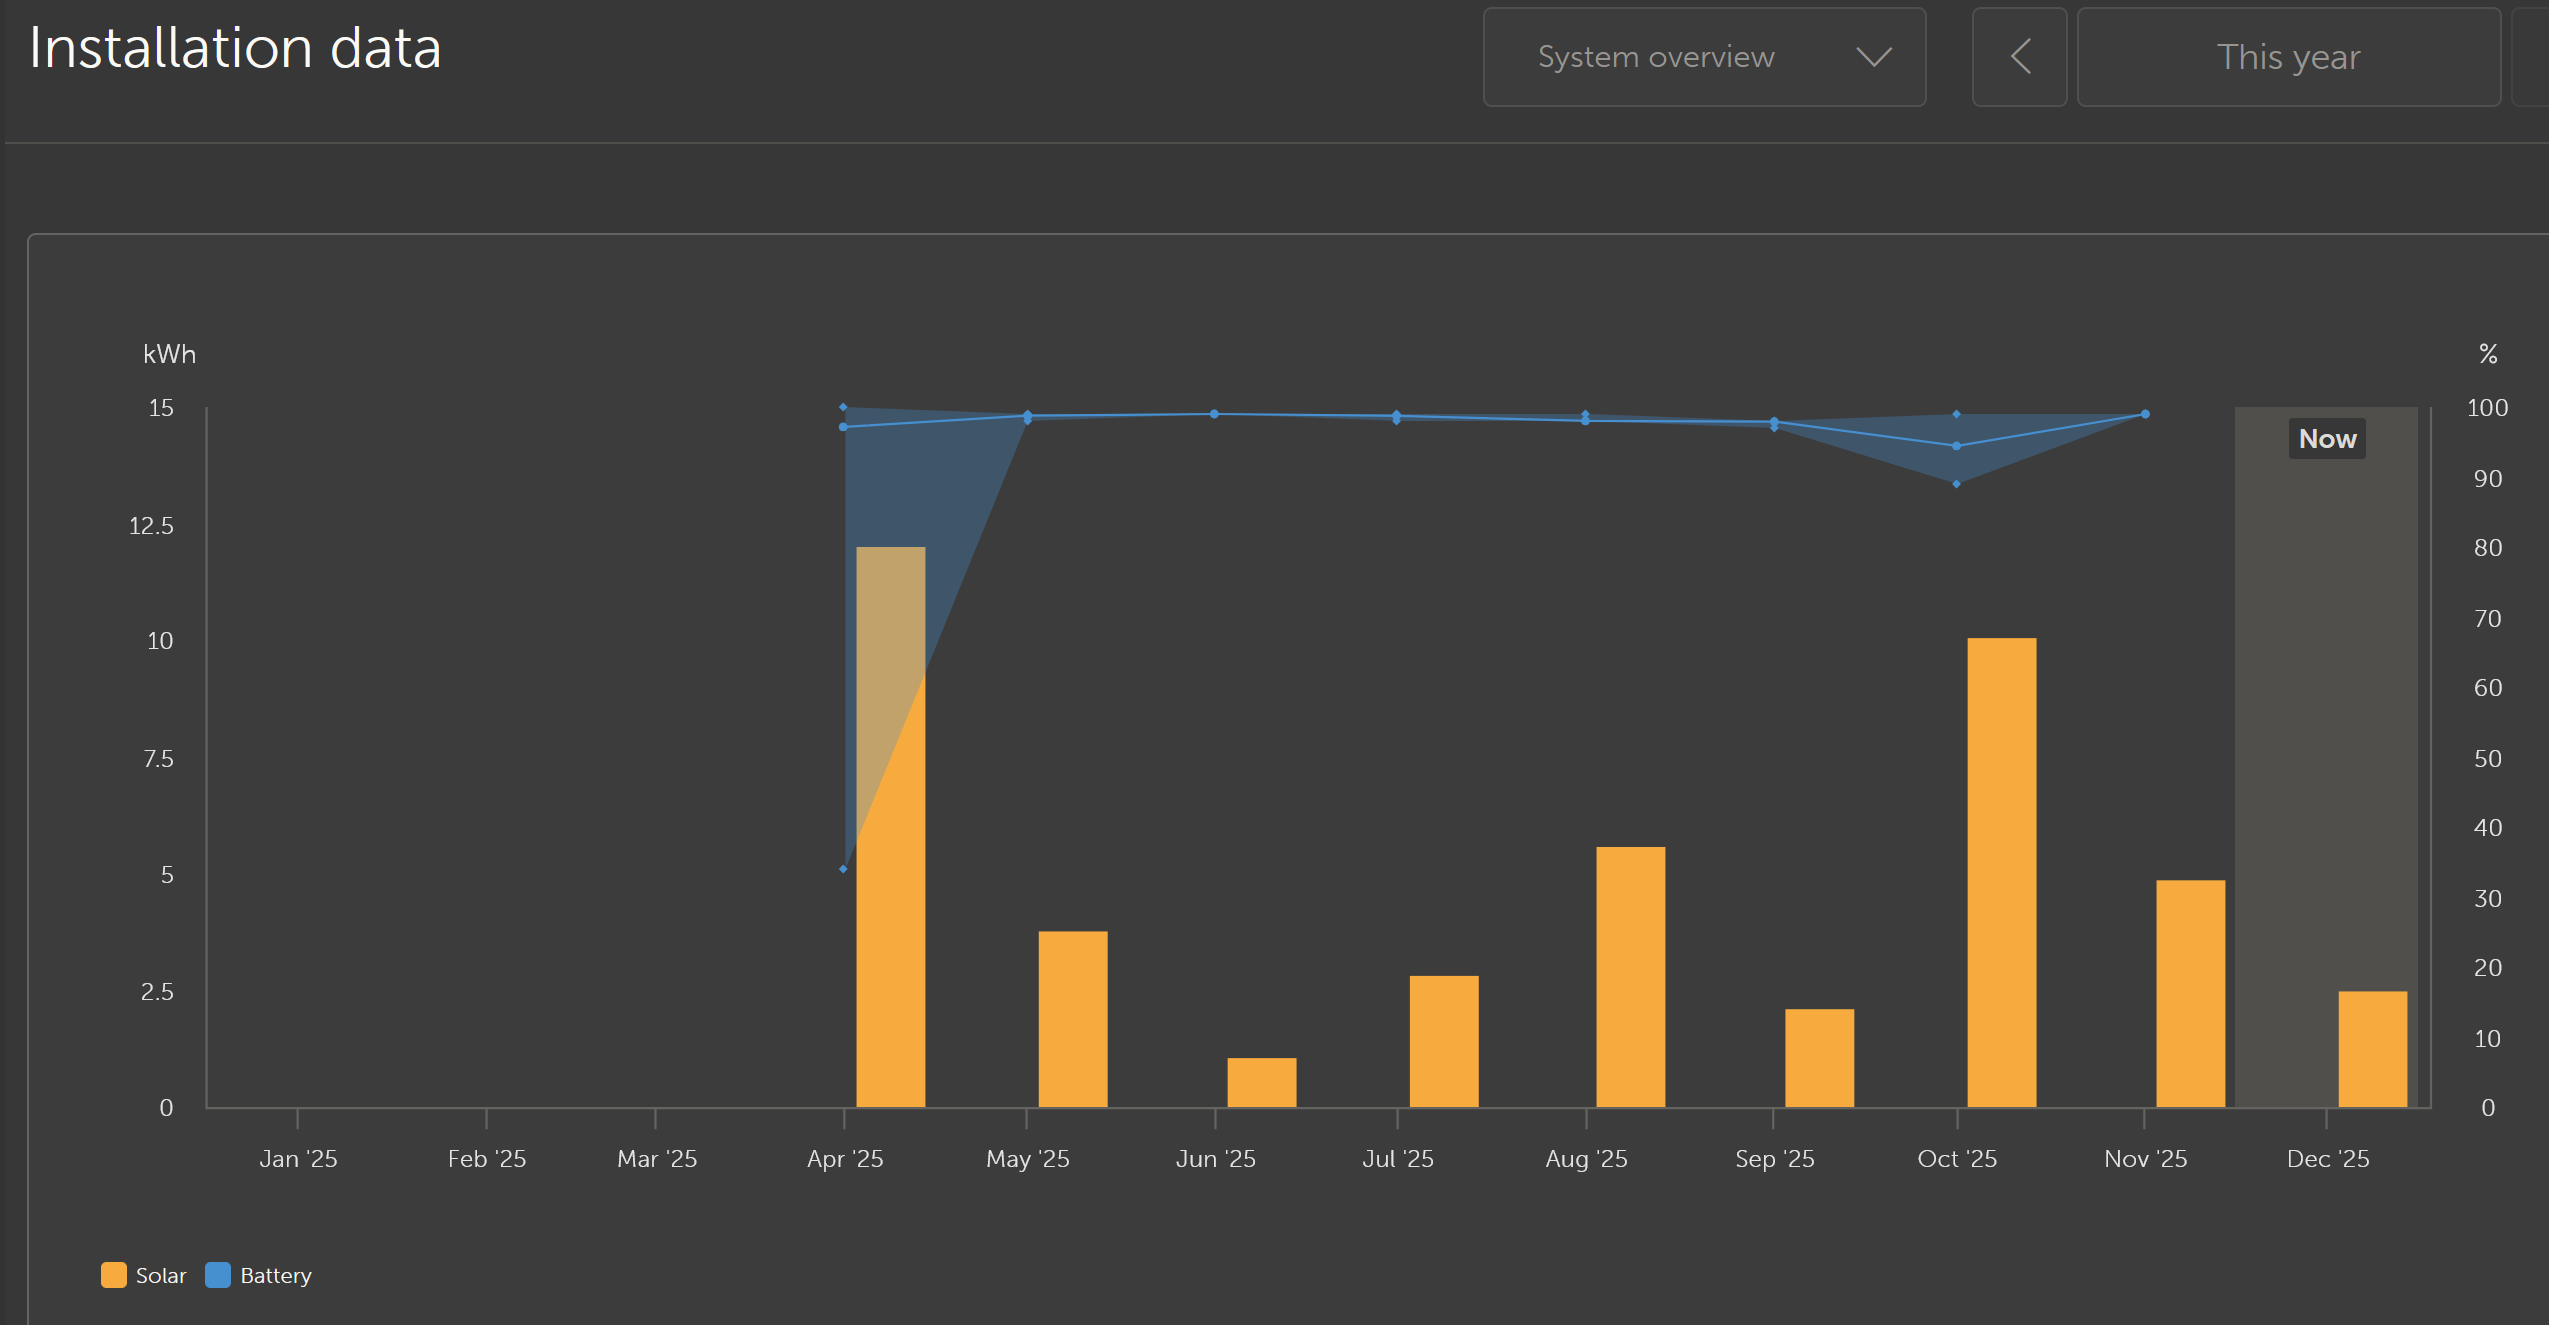 Installation data
System overview
This year
kWh
%
15
12.5
10
7.5
5
2.5
0
100
90
80
70
60
50
40
30
20
10
0
Now
Jan '25
Feb '25
Mar '25
Apr '25
May '25
Jun '25
Jul '25
Aug '25
Sep '25
Oct '25
Nov '25
Dec '25
Solar
Battery